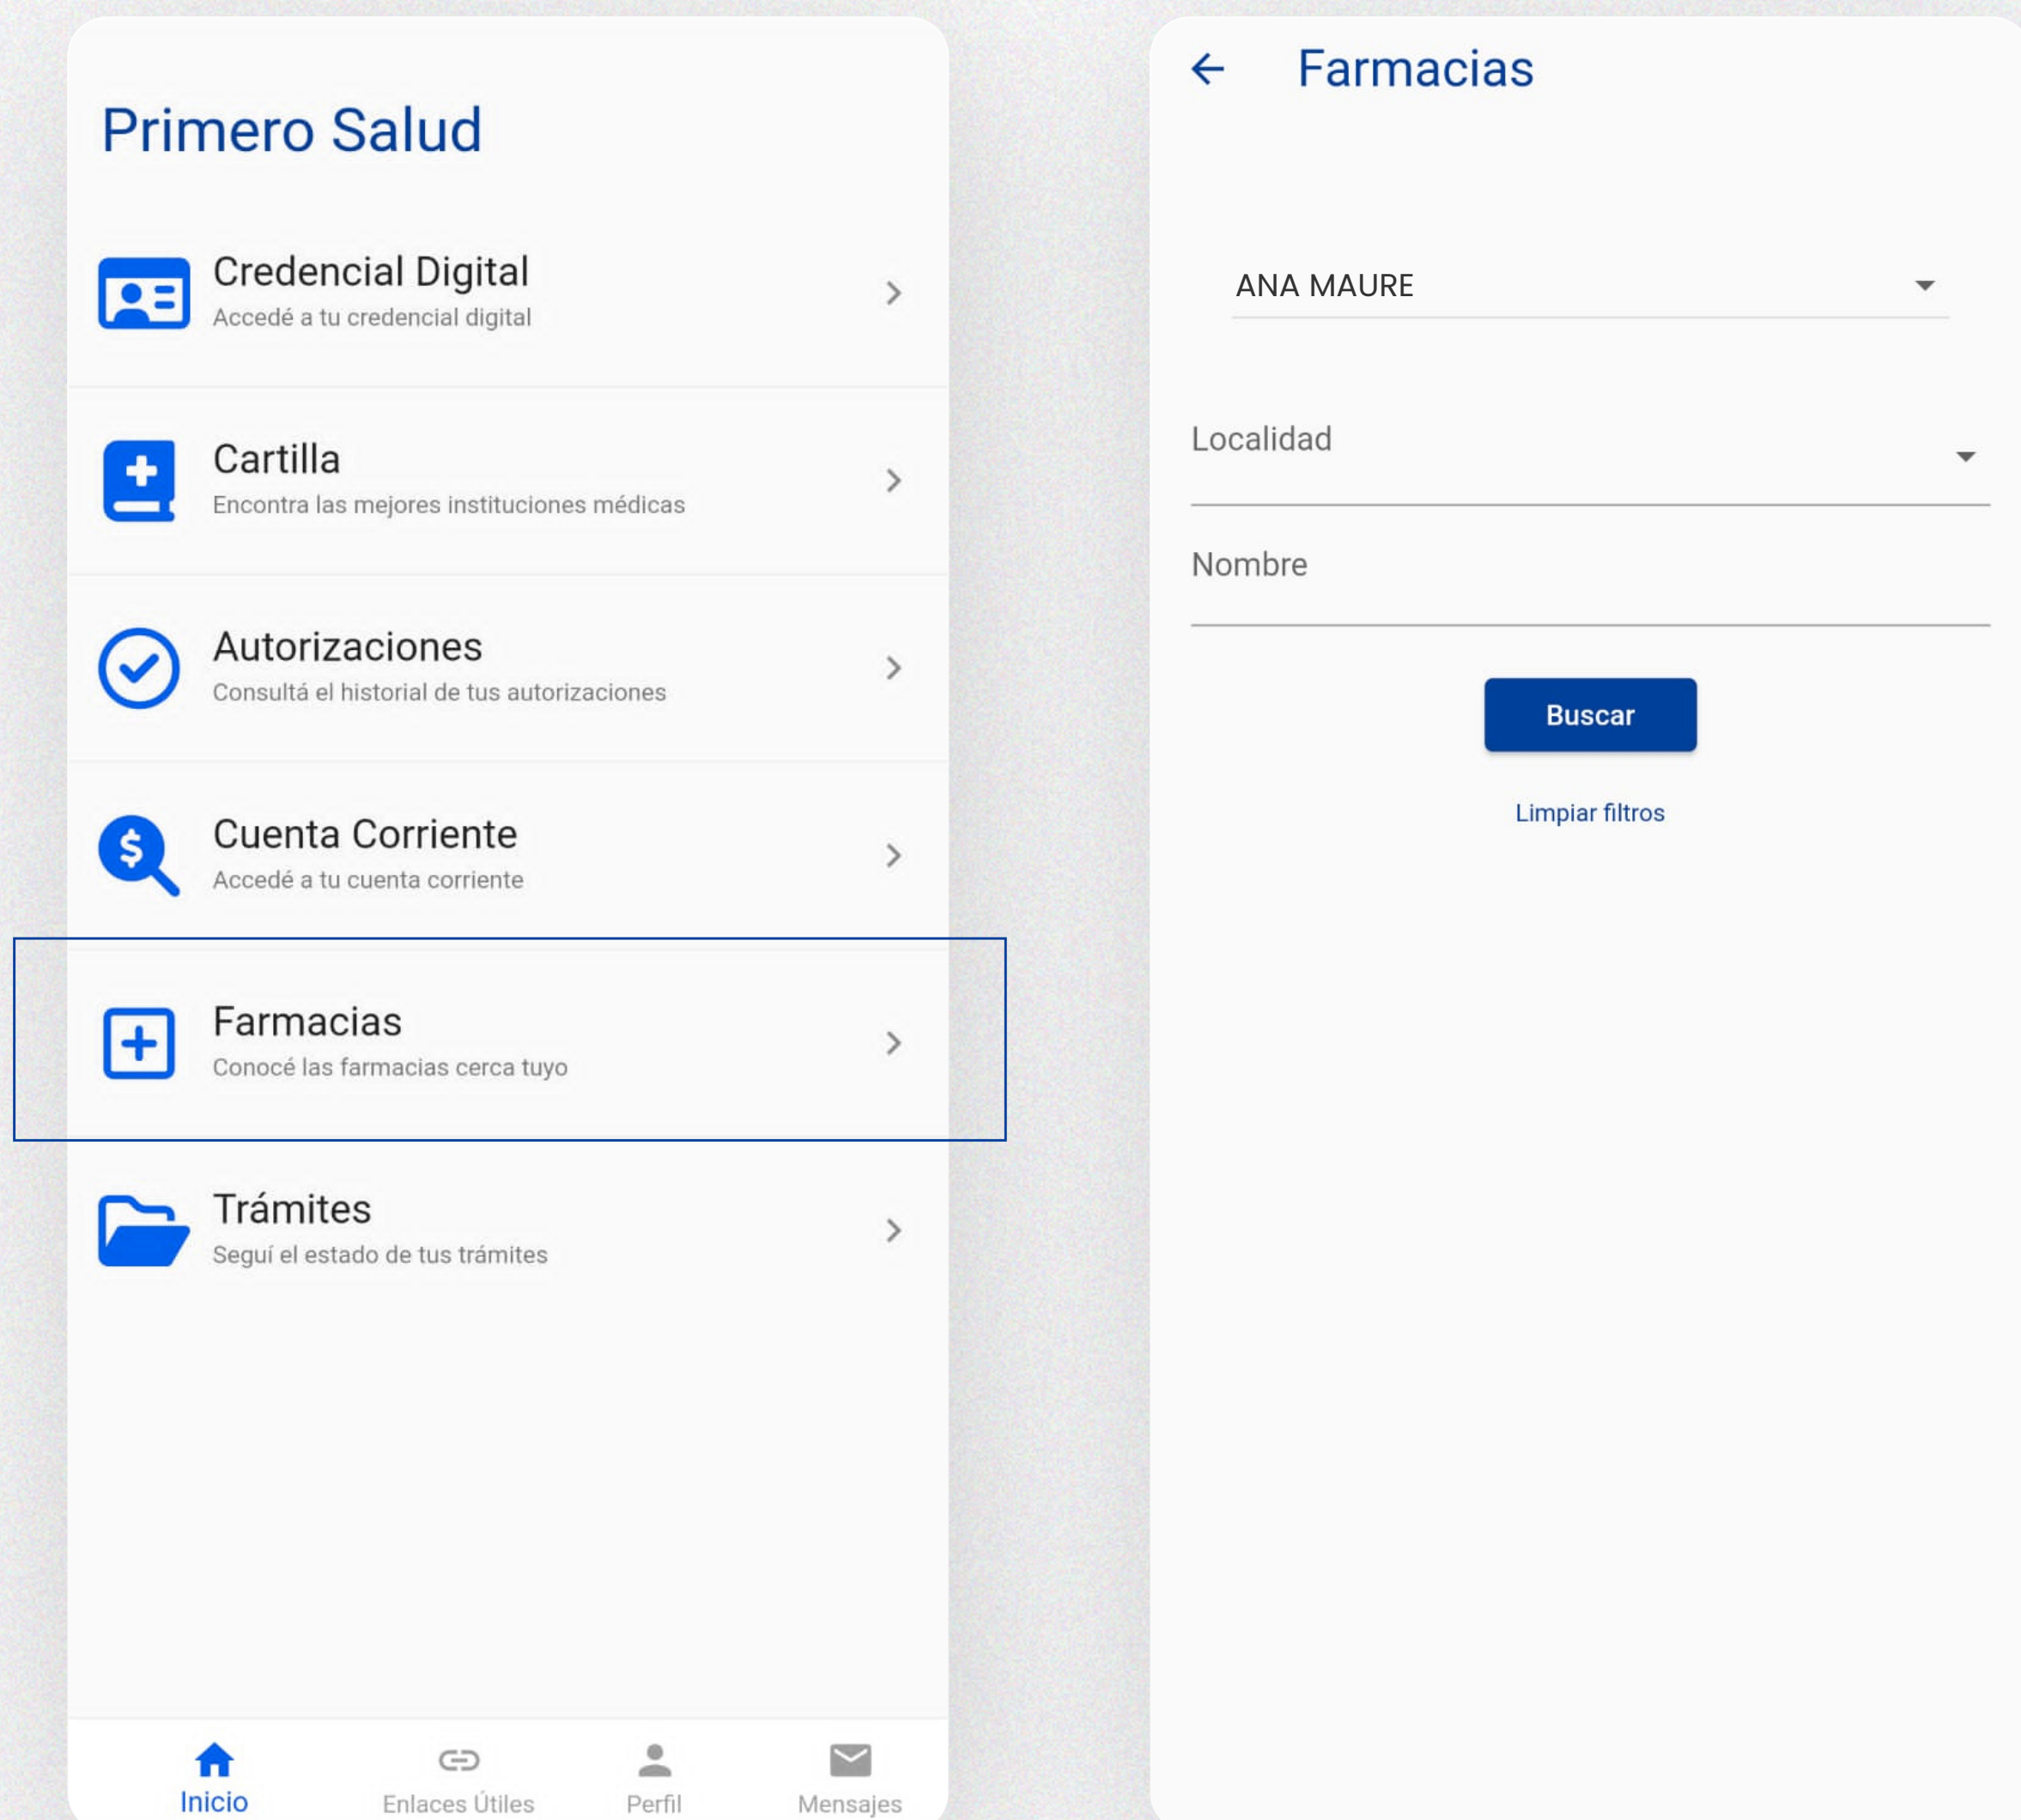 Primero Salud
Credencial Digital
Accedé a tu credencial digital
Cartilla
Encontra las mejores instituciones médicas
Autorizaciones
Consultá el historial de tus autorizaciones
Cuenta Corriente
Accedé a tu cuenta corriente
Farmacias
Conocé las farmacias cerca tuyo
Trámites
Seguí el estado de tus trámites
Inicio
Enlaces Útiles
Perfil
Mensajes
Farmacias
ANA MAURE
Localidad
Nombre
Buscar
Limpiar filtros